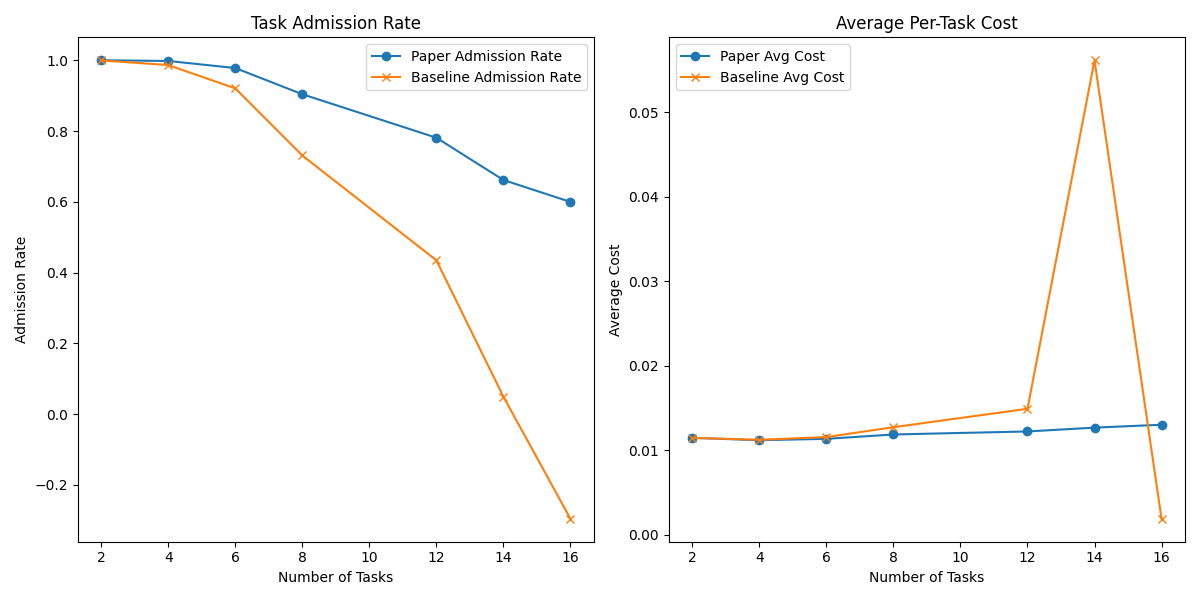 Task Admission Rate
Paper Admission Rate
Baseline Admission Rate
Admission Rate
1.0
0.8
0.6
0.4
0.2
0.0
−0.2
2 4 6 8 10 12 14 16
Number of Tasks
Average Per-Task Cost
Paper Avg Cost
Baseline Avg Cost
Average Cost
0.05
0.04
0.03
0.02
0.01
0.00
2 4 6 8 10 12 14 16
Number of Tasks